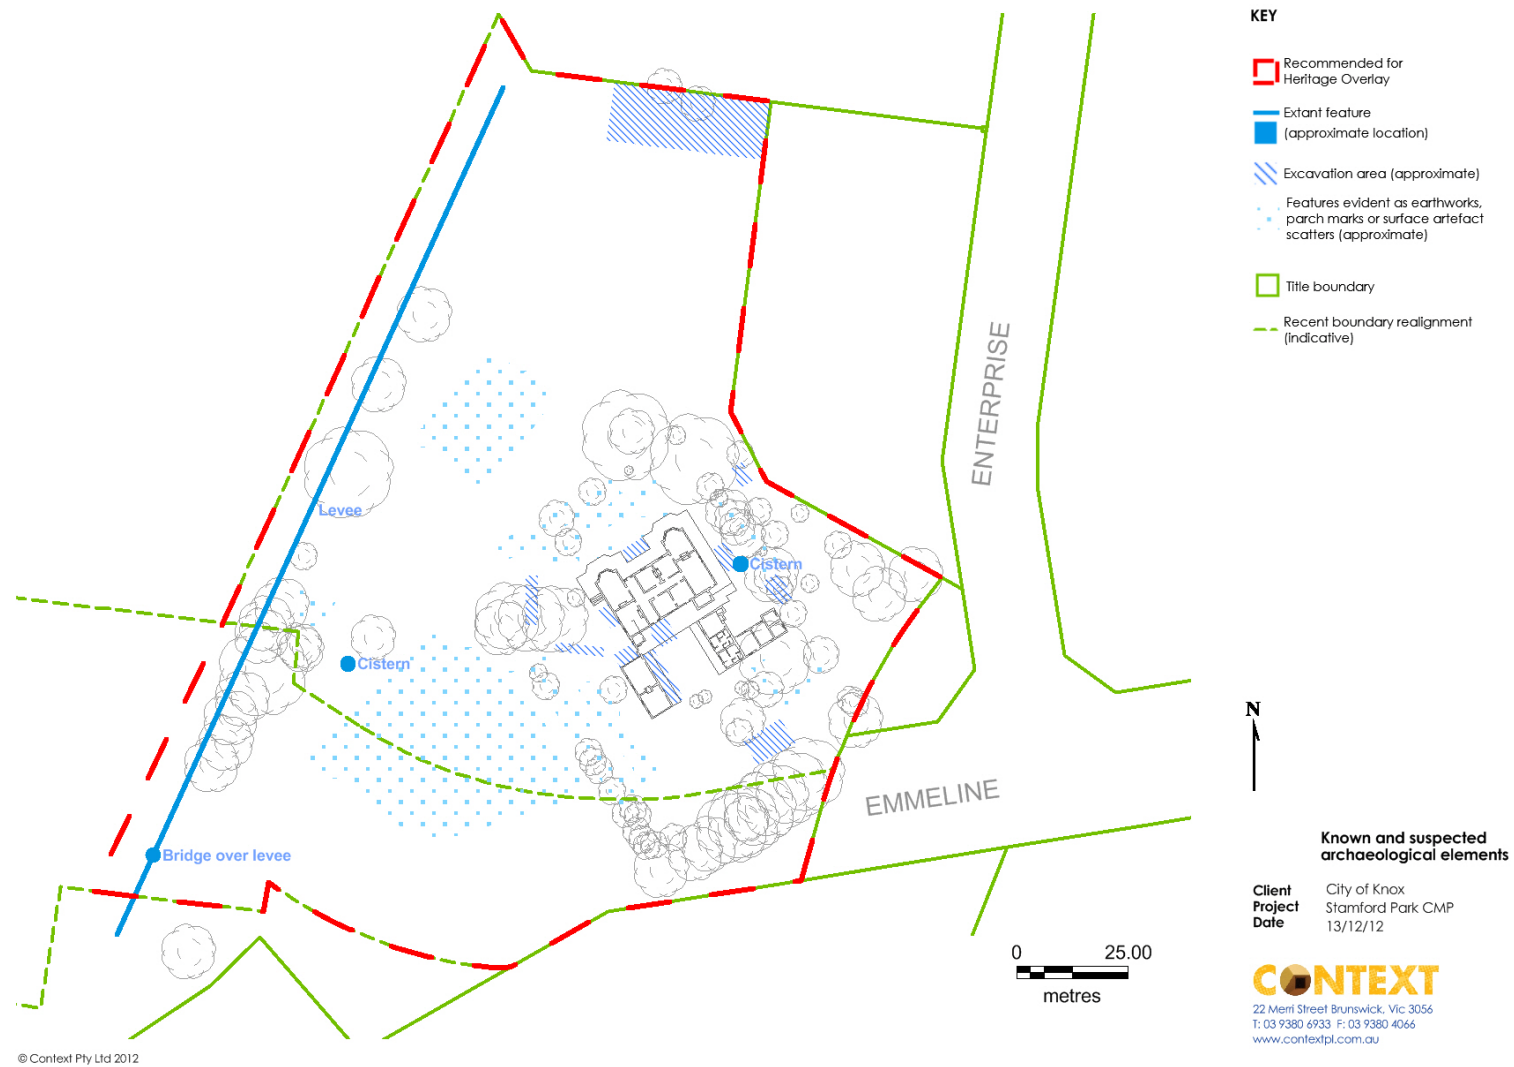 KEY
Recommended for
Heritage Overlay
Extant feature
(approximate location)
Excavation area (approximate)
Features evident as earthworks,
parch marks or surface artefact
scatters (approximate)
Title boundary
Recent boundary realignment
(indicative)
ENTERPRISE
Levee
Cistern
Cistern
EMMELINE
Bridge over levee
N
0 25.00
metres
Known and suspected
archaeological elements
Client City of Knox
Project Stamford Park CMP
Date 13/12/12
CONTEXT
22 Merri Street Brunswick, Vic 3056
T: 03 9380 6933 F: 03 9380 4066
www.contextpl.com.au
© Context Pty Ltd 2012